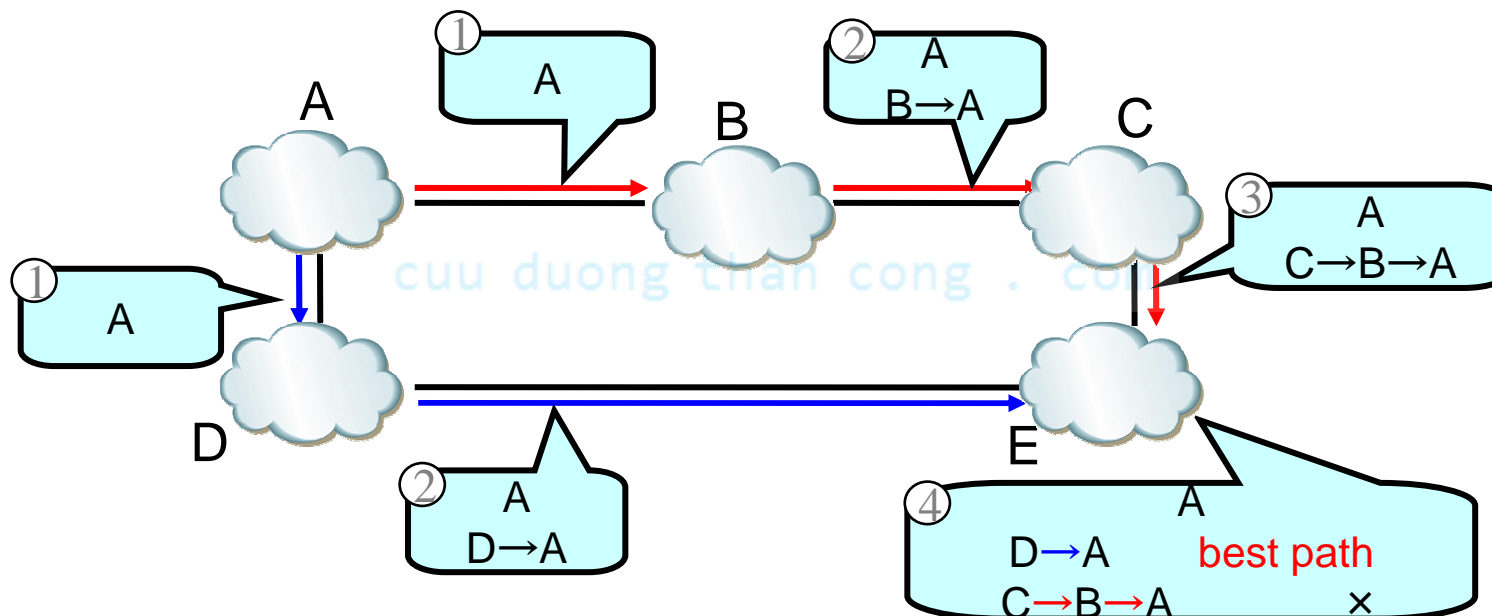 1
A
2
A
B→A
A
B
C
3
A
C→B→A
cuu duong than cong . com
1
A
D
E
2
A
D→A
4
A
D→A best path
C→B→A ×